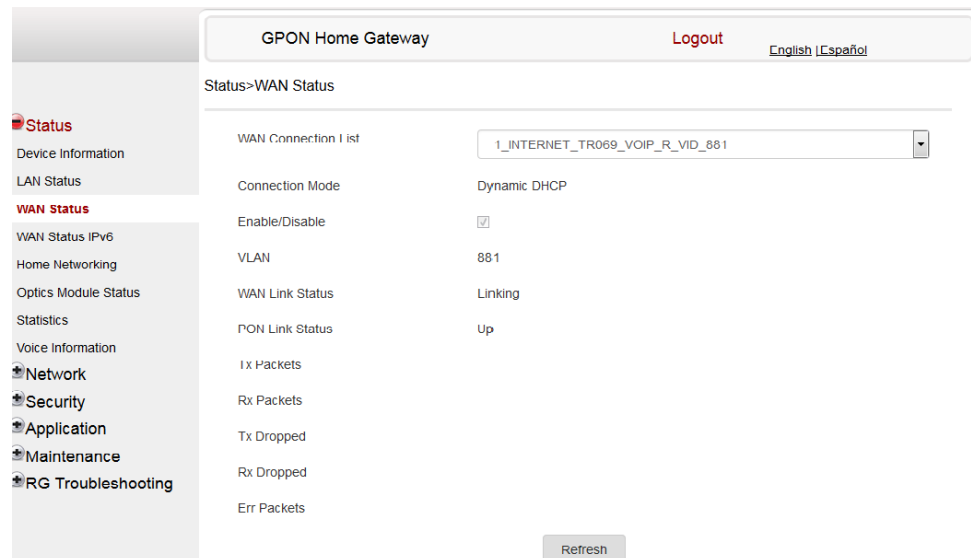 GPON Home Gateway
Logout
English | Español
Status>WAN Status
Status
Device Information
LAN Status
WAN Status
WAN Status IPv6
Home Networking
Optics Module Status
Statistics
Voice Information
Network
Security
Application
Maintenance
RG Troubleshooting
WAN Connection List
1_INTERNET_TR069_VOIP_R_VID_881
Connection Mode
Dynamic DHCP
Enable/Disable
VLAN
881
WAN Link Status
Linking
PON Link Status
Up
Tx Packets
Rx Packets
Tx Dropped
Rx Dropped
Err Packets
Refresh